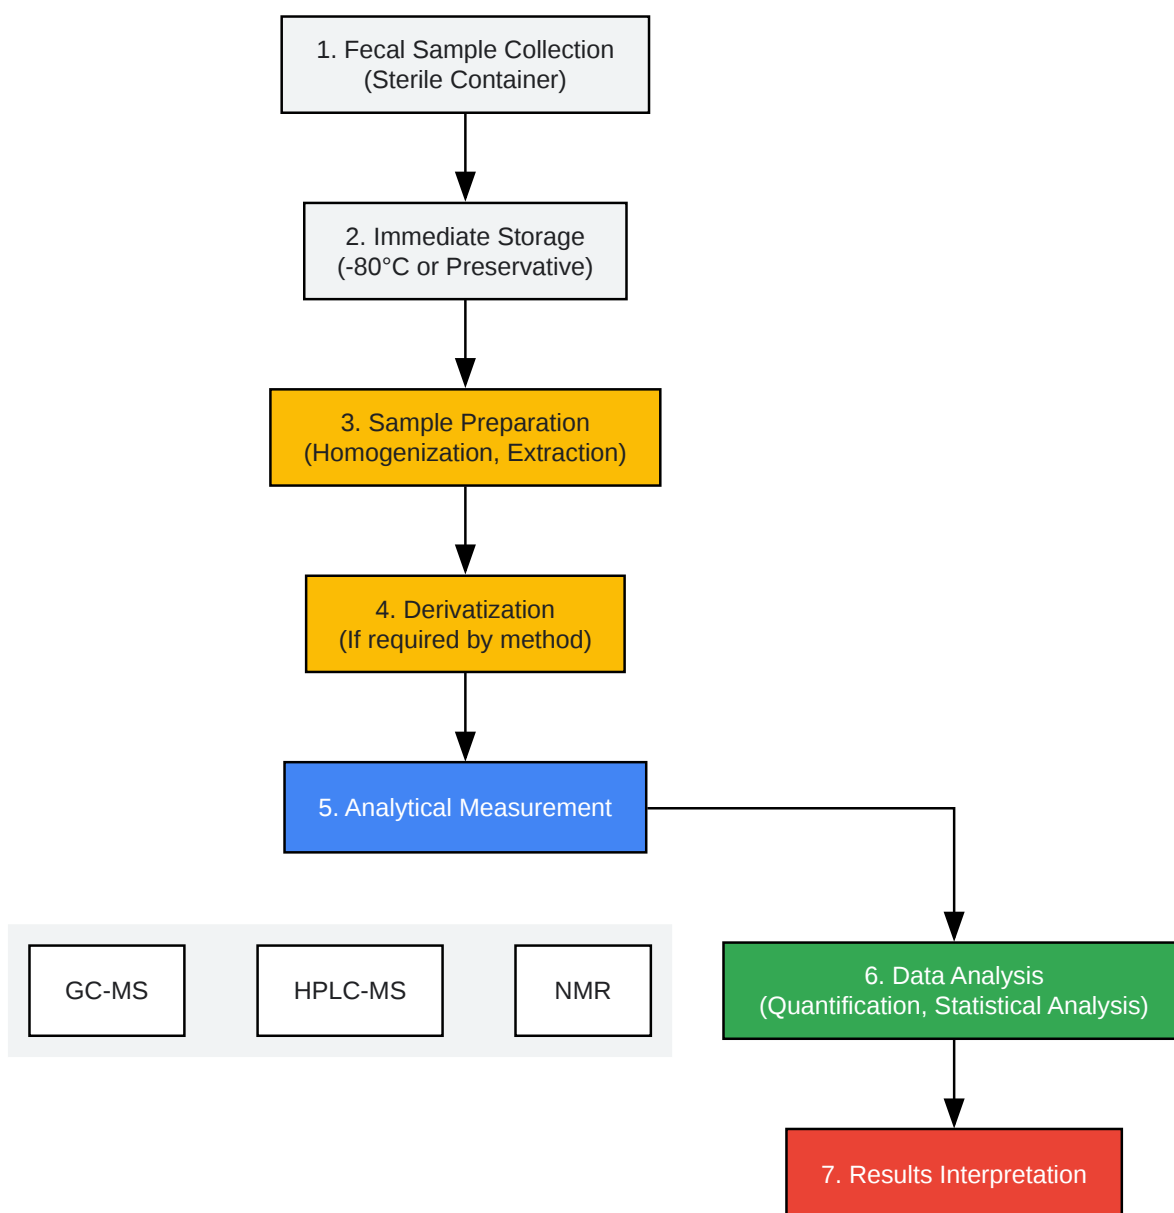 1. Fecal Sample Collection
(Sterile Container)
2. Immediate Storage
(-80°C or Preservative)
3. Sample Preparation
(Homogenization, Extraction)
4. Derivatization
(If required by method)
5. Analytical Measurement
GC-MS
HPLC-MS
NMR
6. Data Analysis
(Quantification, Statistical Analysis)
7. Results Interpretation